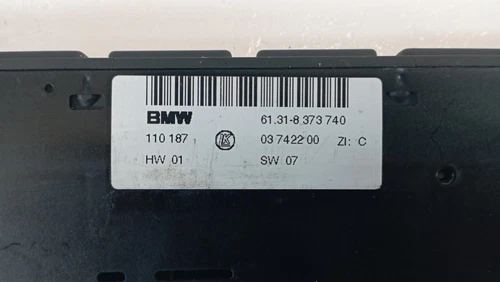 BMW 61.31-8 373 740
110 187 K 03 7422 00 ZI: C
HW 01 SW 07